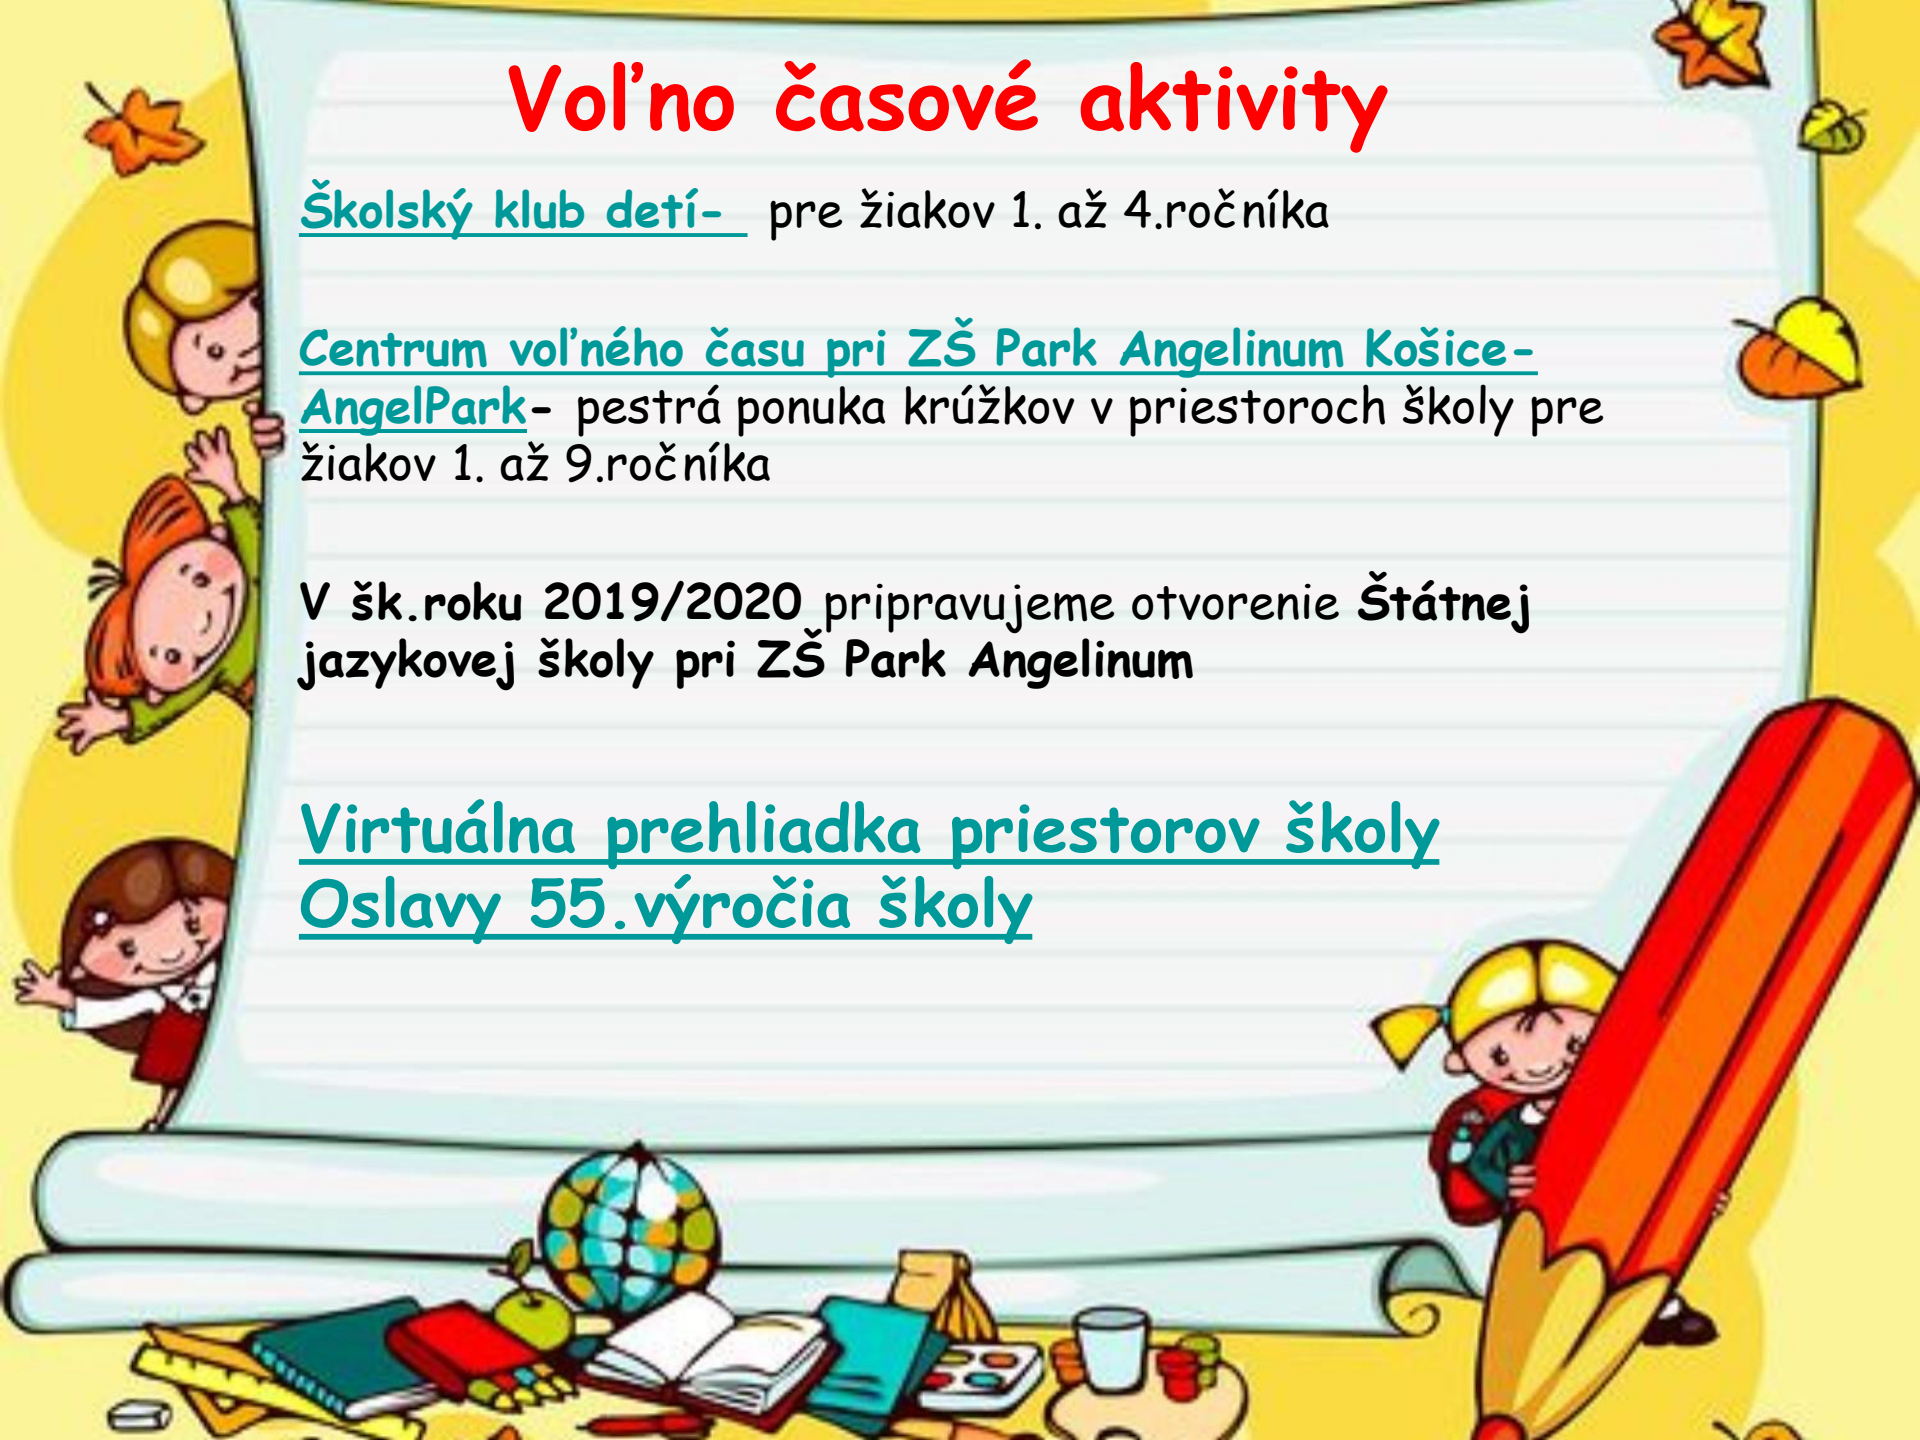 Voľno časové aktivity
Školský klub detí-  pre žiakov 1. až 4.ročníka
Centrum voľného času pri ZŠ Park Angelinum Košice-
AngelPark- pestrá ponuka krúžkov v priestoroch školy pre
žiakov 1. až 9.ročníka
V šk.roku 2019/2020 pripravujeme otvorenie Štátnej
jazykovej školy pri ZŠ Park Angelinum
Virtuálna prehliadka priestorov školy
Oslavy 55.výročia školy